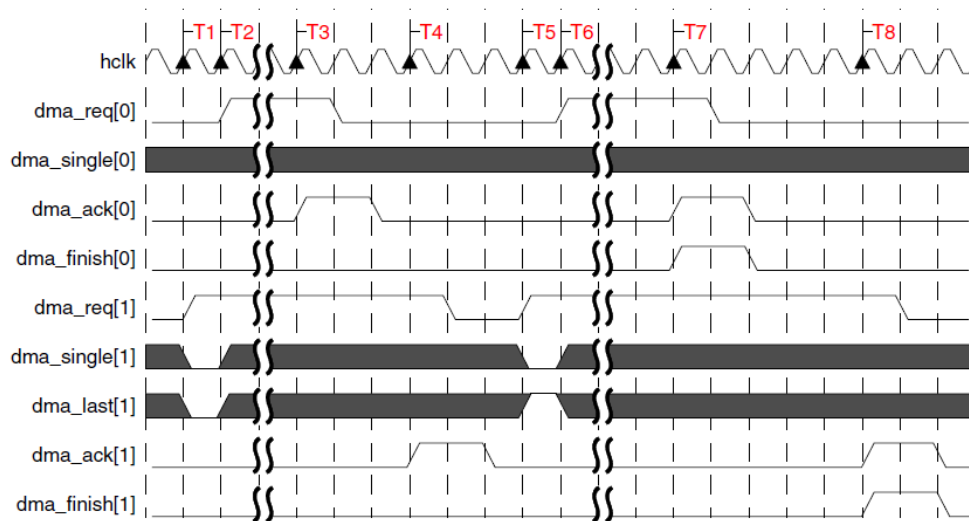 T1 T2 T3 T4 T5 T6 T7 T8
hclk
dma_req[0]
dma_single[0]
dma_ack[0]
dma_finish[0]
dma_req[1]
dma_single[1]
dma_last[1]
dma_ack[1]
dma_finish[1]